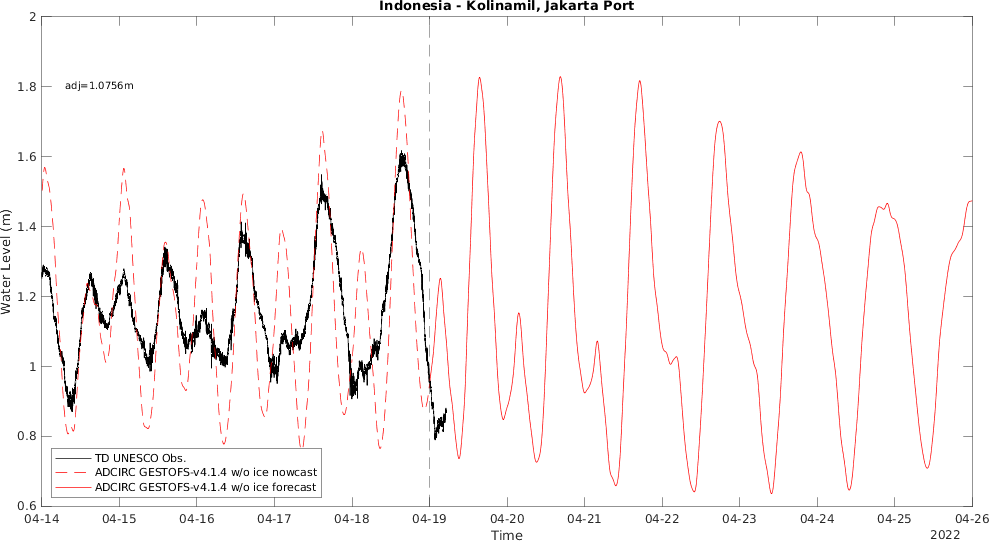 Indonesia - Kolinamil, Jakarta Port
2
1.8
1.6
1.4
1.2
1
0.8
0.6
Water Level (m)
adj=1.0756m
TD UNESCO Obs.
ADCIRC GESTOFS-v4.1.4 w/o ice nowcast
ADCIRC GESTOFS-v4.1.4 w/o ice forecast
04-14 04-15 04-16 04-17 04-18 04-19 04-20 04-21 04-22 04-23 04-24 04-25 04-26
Time
2022